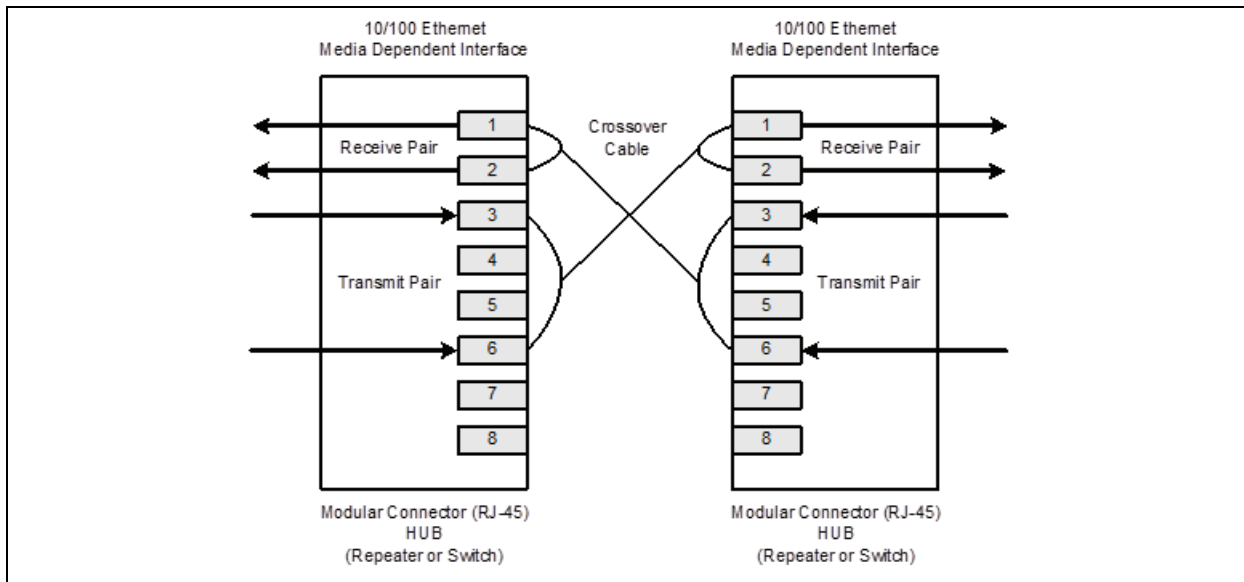 10/100 Ethernet
Media Dependent Interface
10/100 Ethernet
Media Dependent Interface
1
Receive Pair
2
3
4
Transmit Pair
5
6
7
8
Crossover
Cable
1
Receive Pair
2
3
4
Transmit Pair
5
6
7
8
Modular Connector (RJ-45)
HUB
(Repeater or Switch)
Modular Connector (RJ-45)
HUB
(Repeater or Switch)